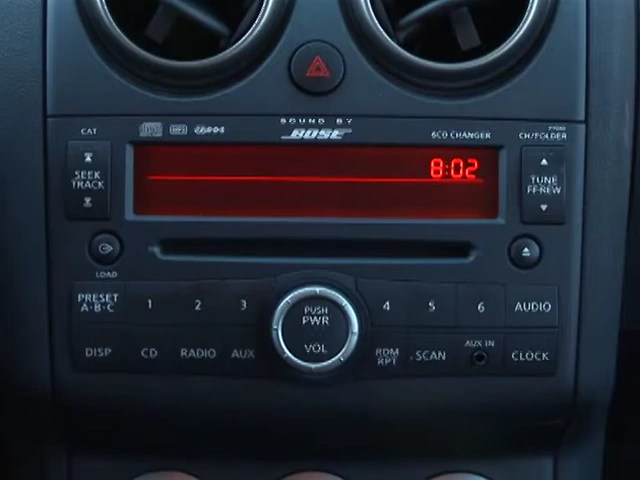 SOUND BY
BOSE
CAT
MP3
6CD CHANGER
CH/FOLDER
8:02
SEEK
TRACK
TUNE
FF·REW
LOAD
PRESET
A·B·C
1
2
3
PUSH
PWR
VOL
4
5
6
AUDIO
DISP
CD
RADIO
AUX
RDM
RPT
SCAN
AUX IN
CLOCK